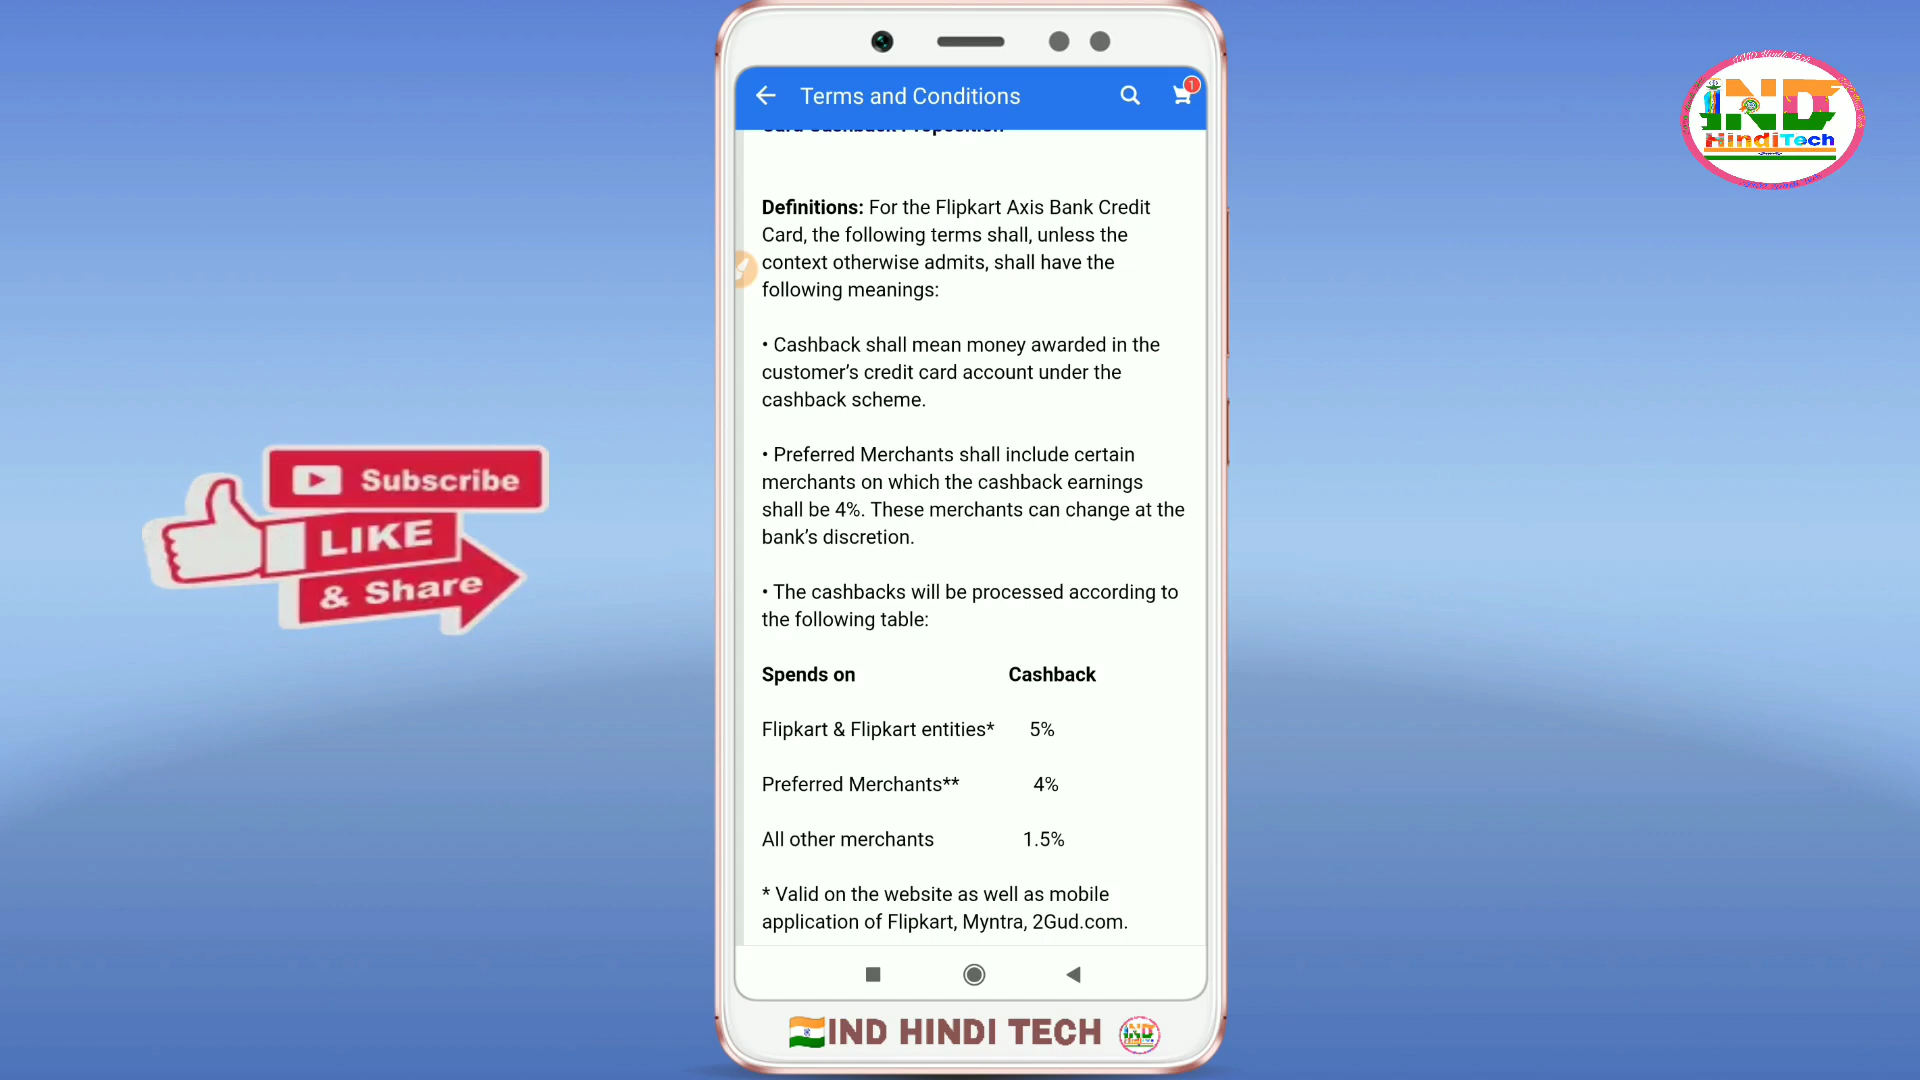 Terms and Conditions
1
Card Cashback Proposition
Definitions: For the Flipkart Axis Bank Credit
Card, the following terms shall, unless the
context otherwise admits, shall have the
following meanings:
• Cashback shall mean money awarded in the
customer’s credit card account under the
cashback scheme.
• Preferred Merchants shall include certain
merchants on which the cashback earnings
shall be 4%. These merchants can change at the
bank’s discretion.
• The cashbacks will be processed according to
the following table:
Spends on Cashback
Flipkart & Flipkart entities* 5%
Preferred Merchants** 4%
All other merchants 1.5%
* Valid on the website as well as mobile
application of Flipkart, Myntra, 2Gud.com.
IND HINDI TECH
Subscribe
LIKE
& Share
IND
HindiTech